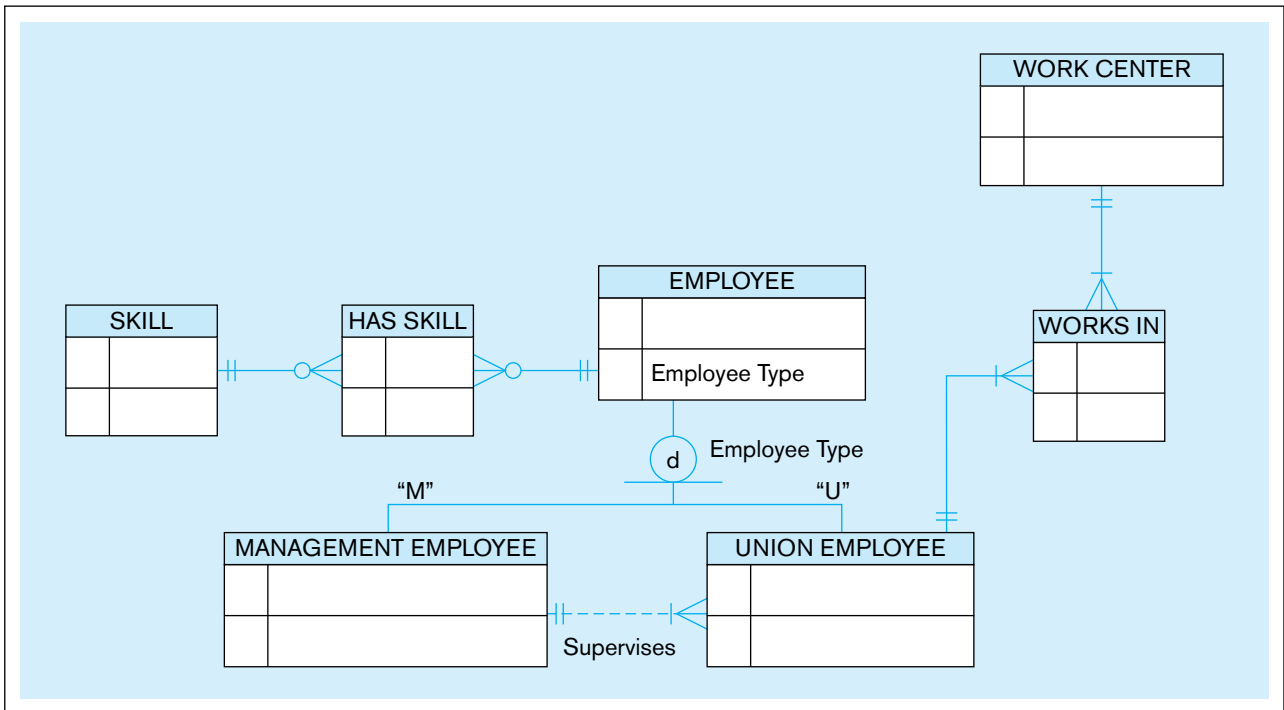 WORK CENTER
EMPLOYEE
SKILL
HAS SKILL
WORKS IN
Employee Type
d
Employee Type
“M”
“U”
MANAGEMENT EMPLOYEE
UNION EMPLOYEE
Supervises